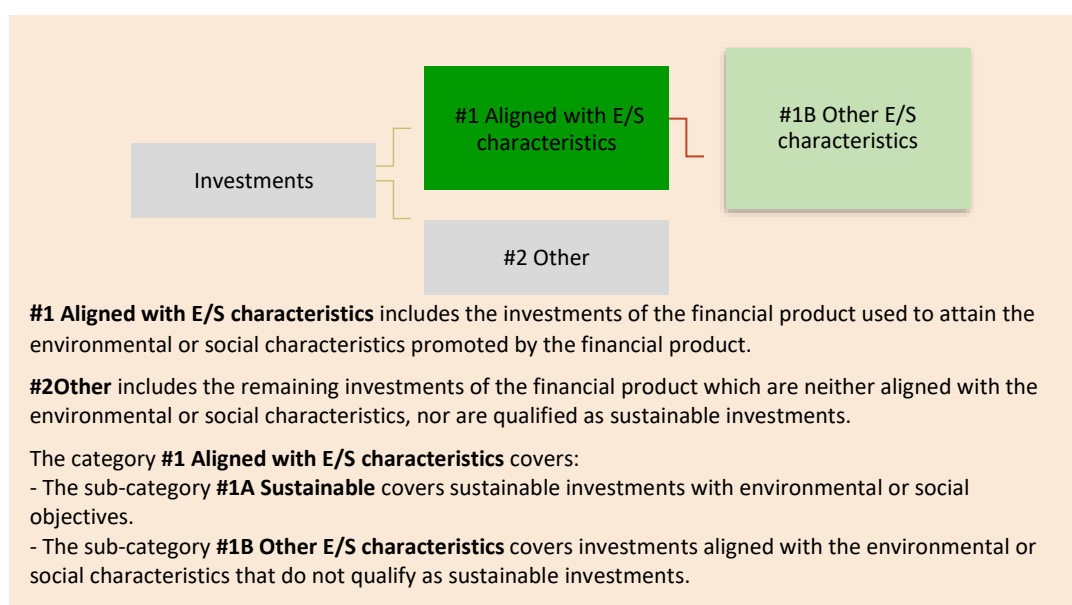 #1 Aligned with E/S
characteristics
#1B Other E/S
characteristics
Investments
#2 Other
#1 Aligned with E/S characteristics includes the investments of the financial product used to attain the
environmental or social characteristics promoted by the financial product.
#2Other includes the remaining investments of the financial product which are neither aligned with the
environmental or social characteristics, nor are qualified as sustainable investments.
The category #1 Aligned with E/S characteristics covers:
- The sub-category #1A Sustainable covers sustainable investments with environmental or social
objectives.
- The sub-category #1B Other E/S characteristics covers investments aligned with the environmental or
social characteristics that do not qualify as sustainable investments.